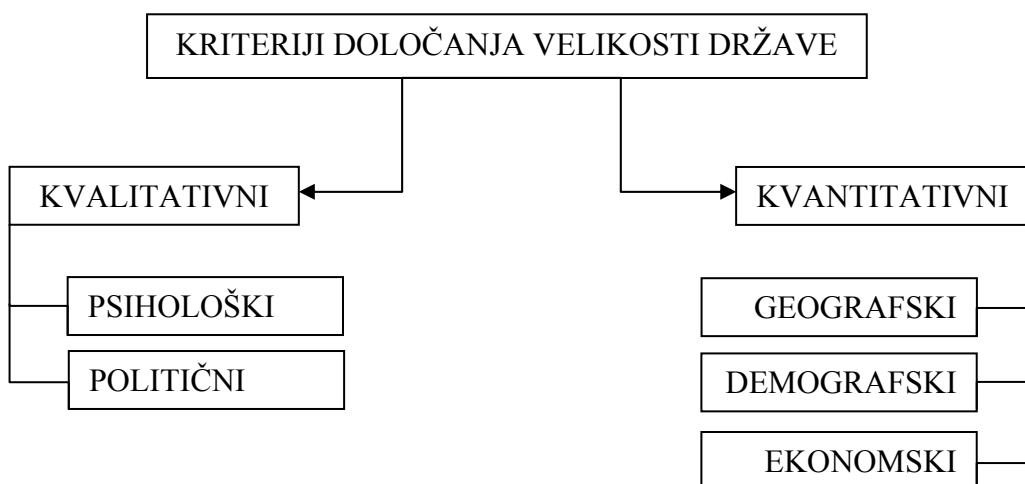 KRITERIJI DOLOČANJA VELIKOSTI DRŽAVE
KVALITATIVNI
KVANTITATIVNI
PSIHOLOŠKI
GEOGRAFSKI
POLITIČNI
DEMOGRAFSKI
EKONOMSKI